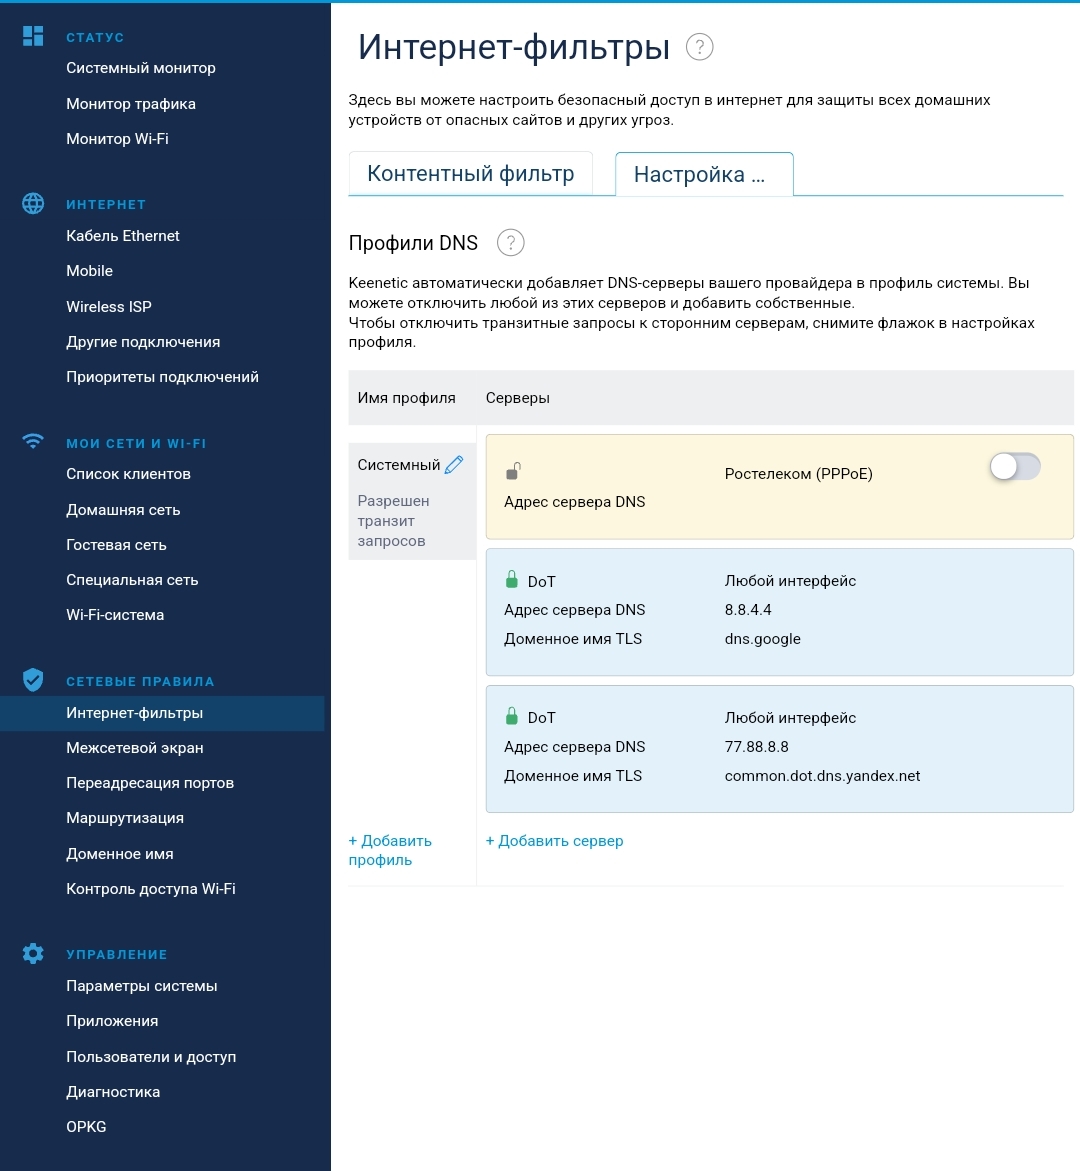 СТАТУС
Системный монитор
Монитор трафика
Монитор Wi-Fi
ИНТЕРНЕТ
Кабель Ethernet
Mobile
Wireless ISP
Другие подключения
Приоритеты подключений
МОИ СЕТИ И WI-FI
Список клиентов
Домашняя сеть
Гостевая сеть
Специальная сеть
Wi-Fi-система
СЕТЕВЫЕ ПРАВИЛА
Интернет-фильтры
Межсетевой экран
Переадресация портов
Маршрутизация
Доменное имя
Контроль доступа Wi-Fi
УПРАВЛЕНИЕ
Параметры системы
Приложения
Пользователи и доступ
Диагностика
OPKG
Интернет-фильтры ?
Здесь вы можете настроить безопасный доступ в интернет для защиты всех домашних
устройств от опасных сайтов и других угроз.
Контентный фильтр Настройка ...
Профили DNS ?
Keenetic автоматически добавляет DNS-серверы вашего провайдера в профиль системы. Вы
можете отключить любой из этих серверов и добавить собственные.
Чтобы отключить транзитные запросы к сторонним серверам, снимите флажок в настройках
профиля.
Имя профиля Серверы
Системный
Разрешен
транзит
запросов
Ростелеком (PPPoE)
Адрес сервера DNS
DoT Любой интерфейс
Адрес сервера DNS 8.8.4.4
Доменное имя TLS dns.google
DoT Любой интерфейс
Адрес сервера DNS 77.88.8.8
Доменное имя TLS common.dot.dns.yandex.net
+ Добавить
профиль
+ Добавить сервер